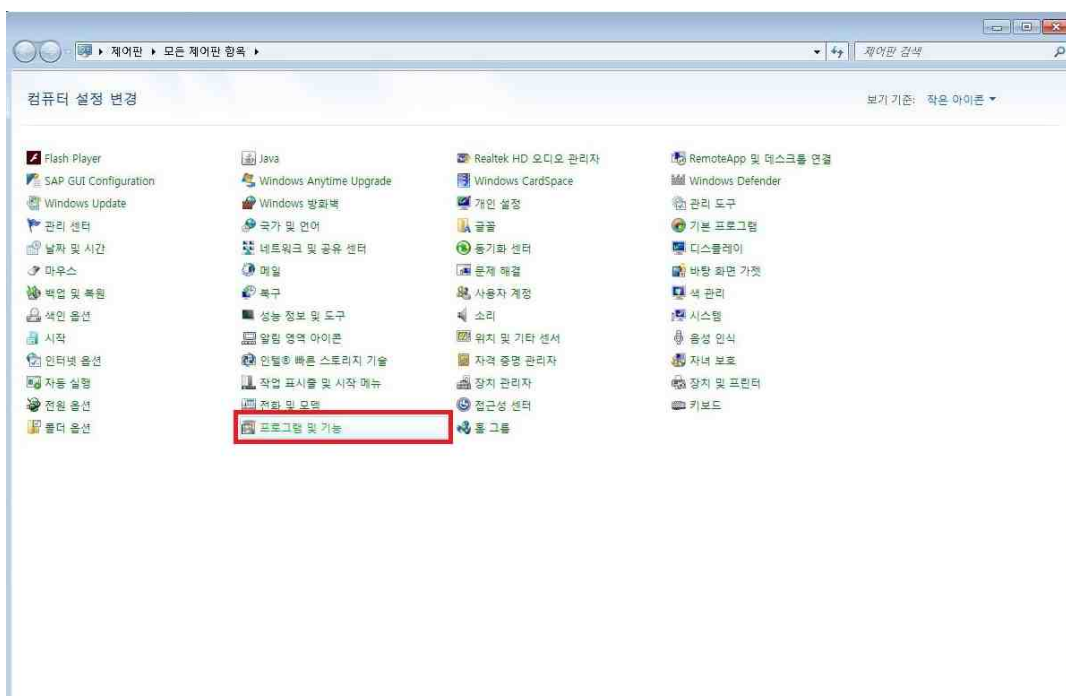 제어판 ▸ 모든 제어판 항목 ▸ 제어판 검색
컴퓨터 설정 변경 보기 기준: 작은 아이콘
Flash Player Java Realtek HD 오디오 관리자 RemoteApp 및 데스크톱 연결
SAP GUI Configuration Windows Anytime Upgrade Windows CardSpace Windows Defender
Windows Update Windows 방화벽 개인 설정 관리 도구
관리 센터 국가 및 언어 글꼴 기본 프로그램
날짜 및 시간 네트워크 및 공유 센터 동기화 센터 디스플레이
마우스 메일 문제 해결 바탕 화면 가젯
백업 및 복원 복구 사용자 계정 색 관리
색인 옵션 성능 정보 및 도구 소리 시스템
시작 알림 영역 아이콘 위치 및 기타 센서 음성 인식
인터넷 옵션 인텔® 빠른 스토리지 기술 자격 증명 관리자 자녀 보호
자동 실행 작업 표시줄 및 시작 메뉴 장치 관리자 장치 및 프린터
전원 옵션 전화 및 모뎀 접근성 센터 키보드
폴더 옵션 프로그램 및 기능 홈 그룹